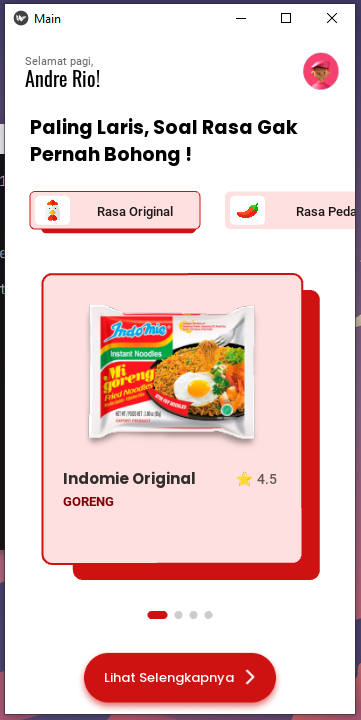 Main
Selamat pagi,
Andre Rio!
Paling Laris, Soal Rasa Gak
Pernah Bohong !
Rasa Original
Rasa Peda
Indomie
Instant Noodles
Mi
goreng
Fried Noodles
Indomie Original
4.5
GORENG
Lihat Selengkapnya